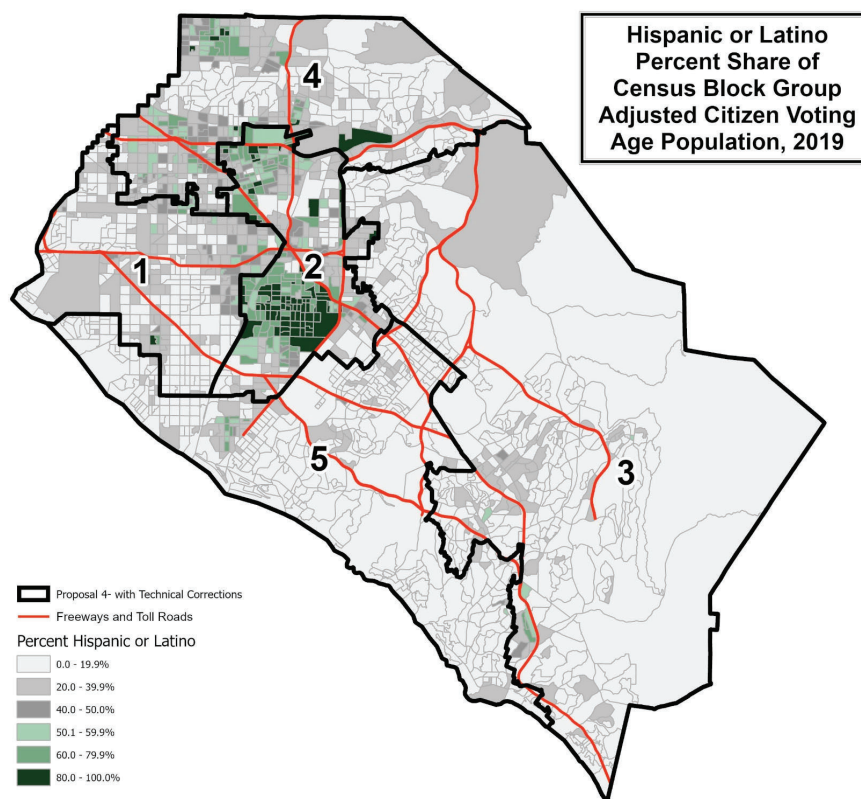 Hispanic or Latino
Percent Share of
Census Block Group
Adjusted Citizen Voting
Age Population, 2019
4
1
2
5
3
Proposal 4- with Technical Corrections
Freeways and Toll Roads
Percent Hispanic or Latino
0.0 - 19.9%
20.0 - 39.9%
40.0 - 50.0%
50.1 - 59.9%
60.0 - 79.9%
80.0 - 100.0%